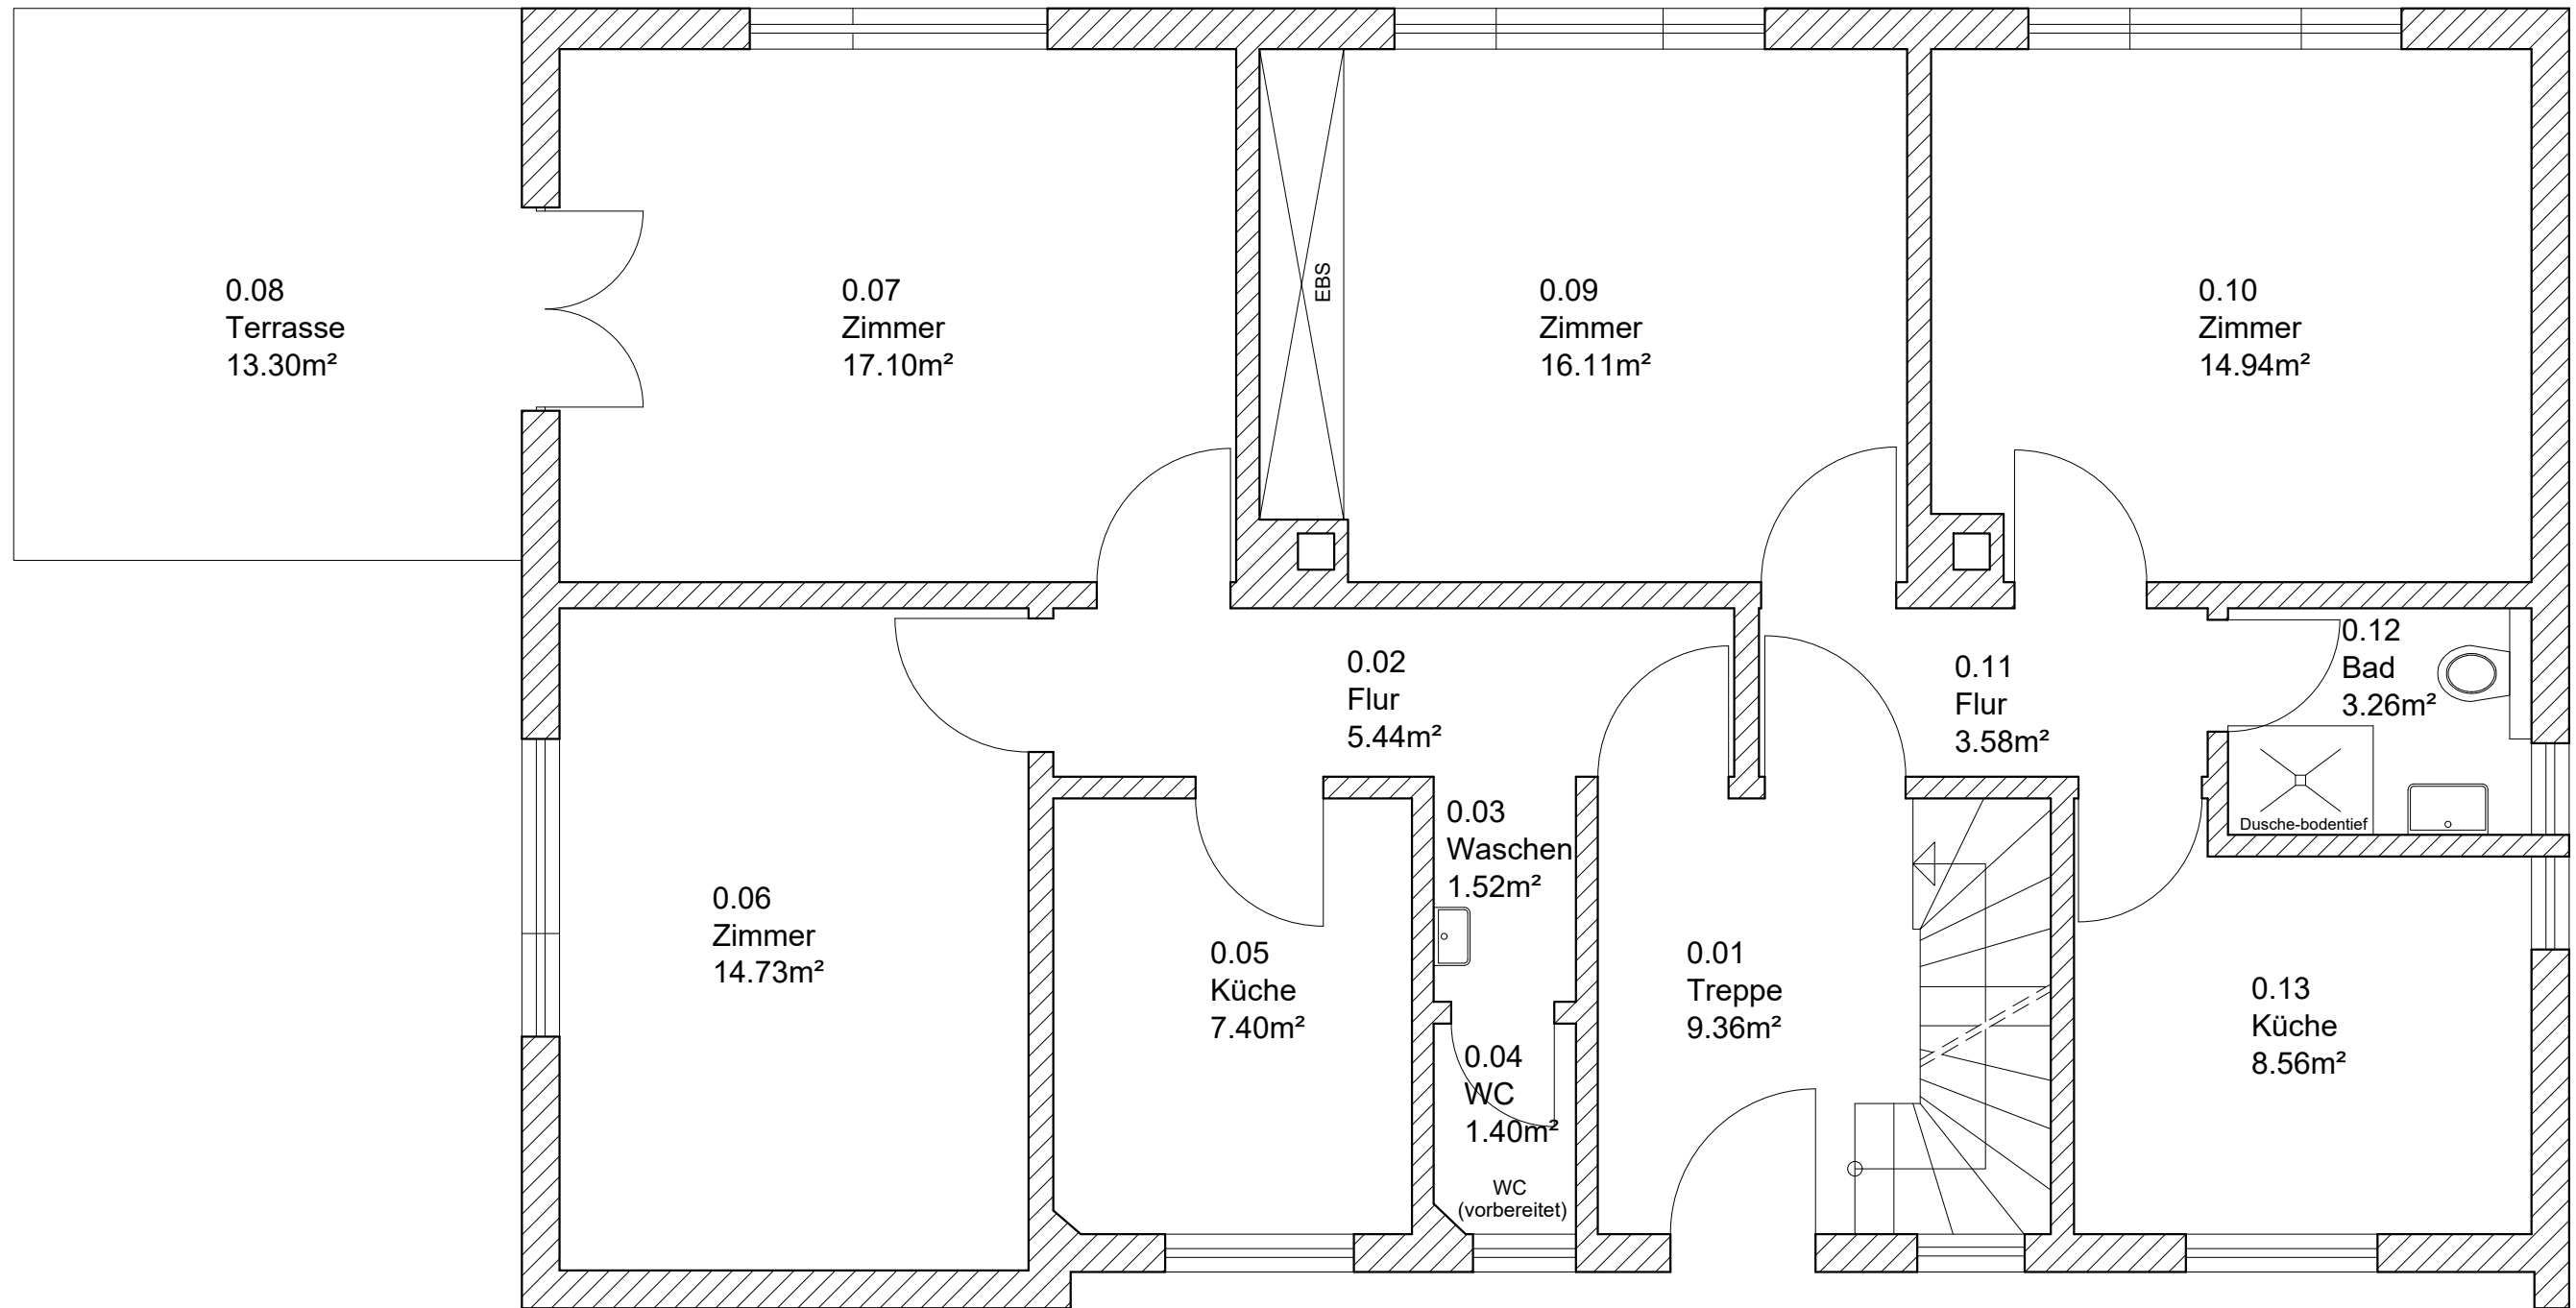 0.08
Terrasse
13.30m²
0.07
Zimmer
17.10m²
EBS
0.09
Zimmer
16.11m²
0.10
Zimmer
14.94m²
0.02
Flur
5.44m²
0.11
Flur
3.58m²
0.12
Bad
3.26m²
Dusche-bodentief
0.03
Waschen
1.52m²
0.06
Zimmer
14.73m²
0.05
Küche
7.40m²
0.04
WC
1.40m²
WC
(vorbereitet)
0.01
Treppe
9.36m²
0.13
Küche
8.56m²